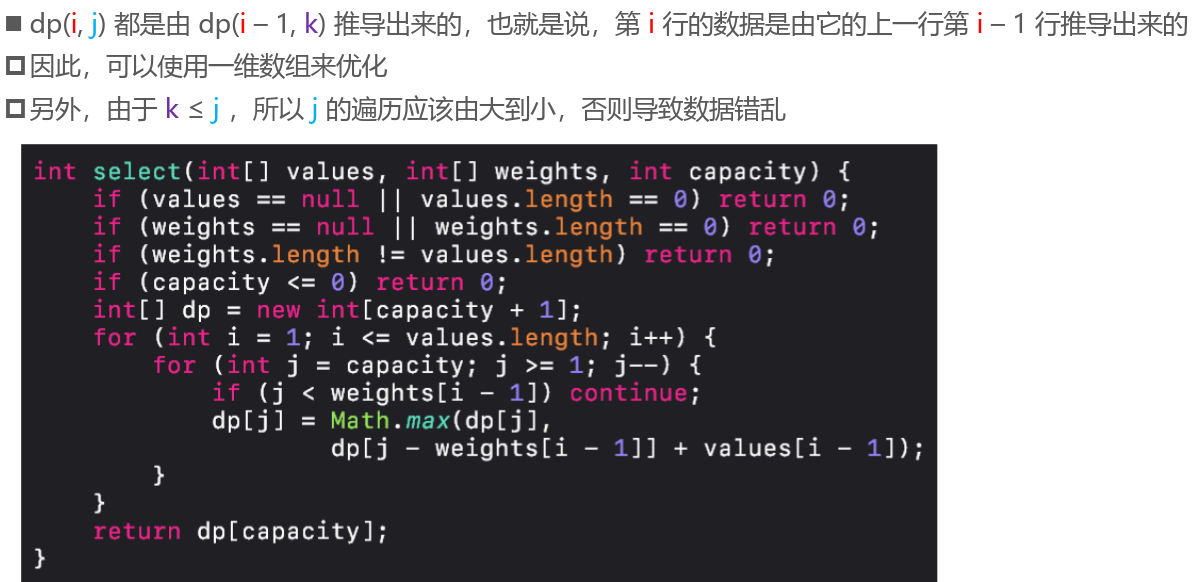 ■ dp(i, j) 都是由 dp(i – 1, k) 推导出来的，也就是说，第 i 行的数据是由它的上一行第 i – 1 行推导出来的
因此，可以使用一维数组来优化
另外，由于 k ≤ j ，所以 j 的遍历应该由大到小，否则导致数据错乱
int select(int[] values, int[] weights, int capacity) {
    if (values == null || values.length == 0) return 0;
    if (weights == null || weights.length == 0) return 0;
    if (weights.length != values.length) return 0;
    if (capacity <= 0) return 0;
    int[] dp = new int[capacity + 1];
    for (int i = 1; i <= values.length; i++) {
        for (int j = capacity; j >= 1; j--) {
            if (j < weights[i - 1]) continue;
            dp[j] = Math.max(dp[j],
                    dp[j - weights[i - 1]] + values[i - 1]);
        }
    }
    return dp[capacity];
}